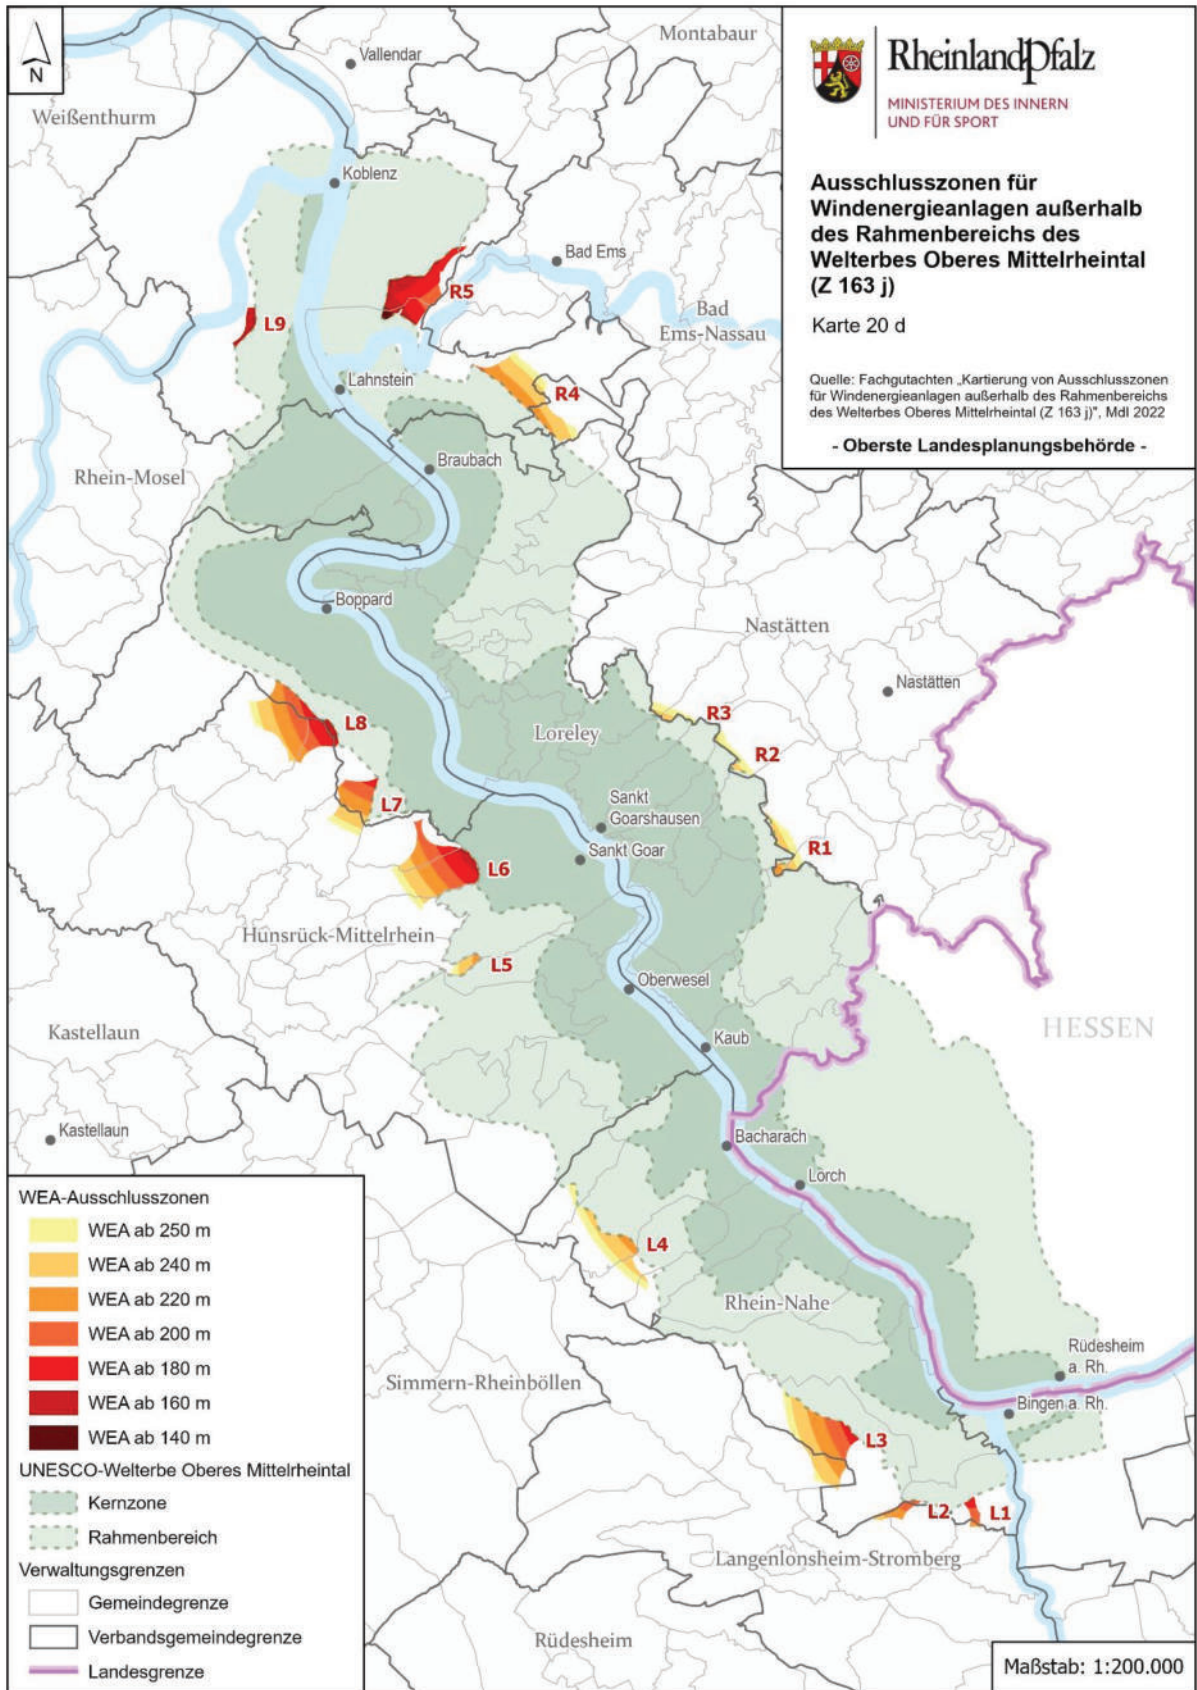 N
RheinlandPfalz
MINISTERIUM DES INNERN
UND FÜR SPORT
Ausschlusszonen für
Windenergieanlagen außerhalb
des Rahmenbereichs des
Welterbes Oberes Mittelrheintal
(Z 163 j)
Karte 20 d
Quelle: Fachgutachten „Kartierung von Ausschlusszonen
für Windenergieanlagen außerhalb des Rahmenbereichs
des Welterbes Oberes Mittelrheintal (Z 163 j)", MdI 2022
- Oberste Landesplanungsbehörde -
Montabaur
Vallendar
Weißenthurm
Koblenz
Bad Ems
R5
Bad
Ems-Nassau
L9
Lahnstein
R4
Braubach
Rhein-Mosel
Boppard
Nastätten
Nastätten
L8
Loreley
R3
R2
L7
Sankt
Goarshausen
Sankt Goar
R1
L6
Hunsrück-Mittelrhein
L5
Oberwesel
Kastellaun
Kaub
HESSEN
Kastellaun
Bacharach
Lorch
L4
Rhein-Nahe
Rüdesheim
a. Rh.
Simmern-Rheinböllen
Bingen a. Rh.
L3
L2
L1
Langenlonsheim-Stromberg
Rüdesheim
WEA-Ausschlusszonen
WEA ab 250 m
WEA ab 240 m
WEA ab 220 m
WEA ab 200 m
WEA ab 180 m
WEA ab 160 m
WEA ab 140 m
UNESCO-Welterbe Oberes Mittelrheintal
Kernzone
Rahmenbereich
Verwaltungsgrenzen
Gemeindegrenze
Verbandsgemeindegrenze
Landesgrenze
Maßstab: 1:200.000